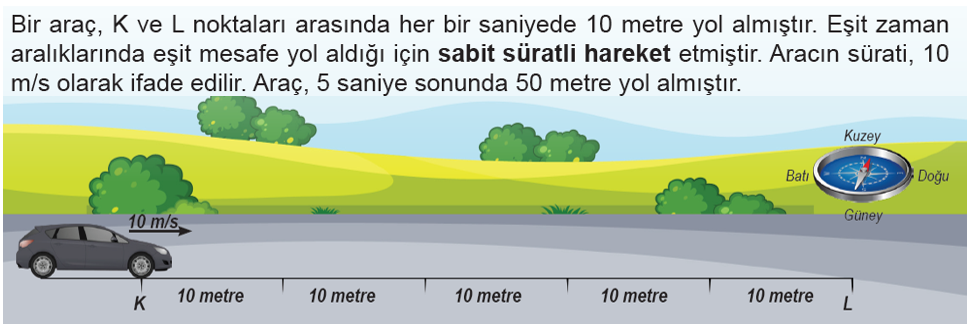 Bir araç, K ve L noktaları arasında her bir saniyede 10 metre yol almıştır. Eşit zaman
aralıklarında eşit mesafe yol aldığı için sabit süratli hareket etmiştir. Aracın sürati, 10
m/s olarak ifade edilir. Araç, 5 saniye sonunda 50 metre yol almıştır.
Kuzey
Batı
Doğu
Güney
10 m/s
K
10 metre
10 metre
10 metre
10 metre
10 metre
L